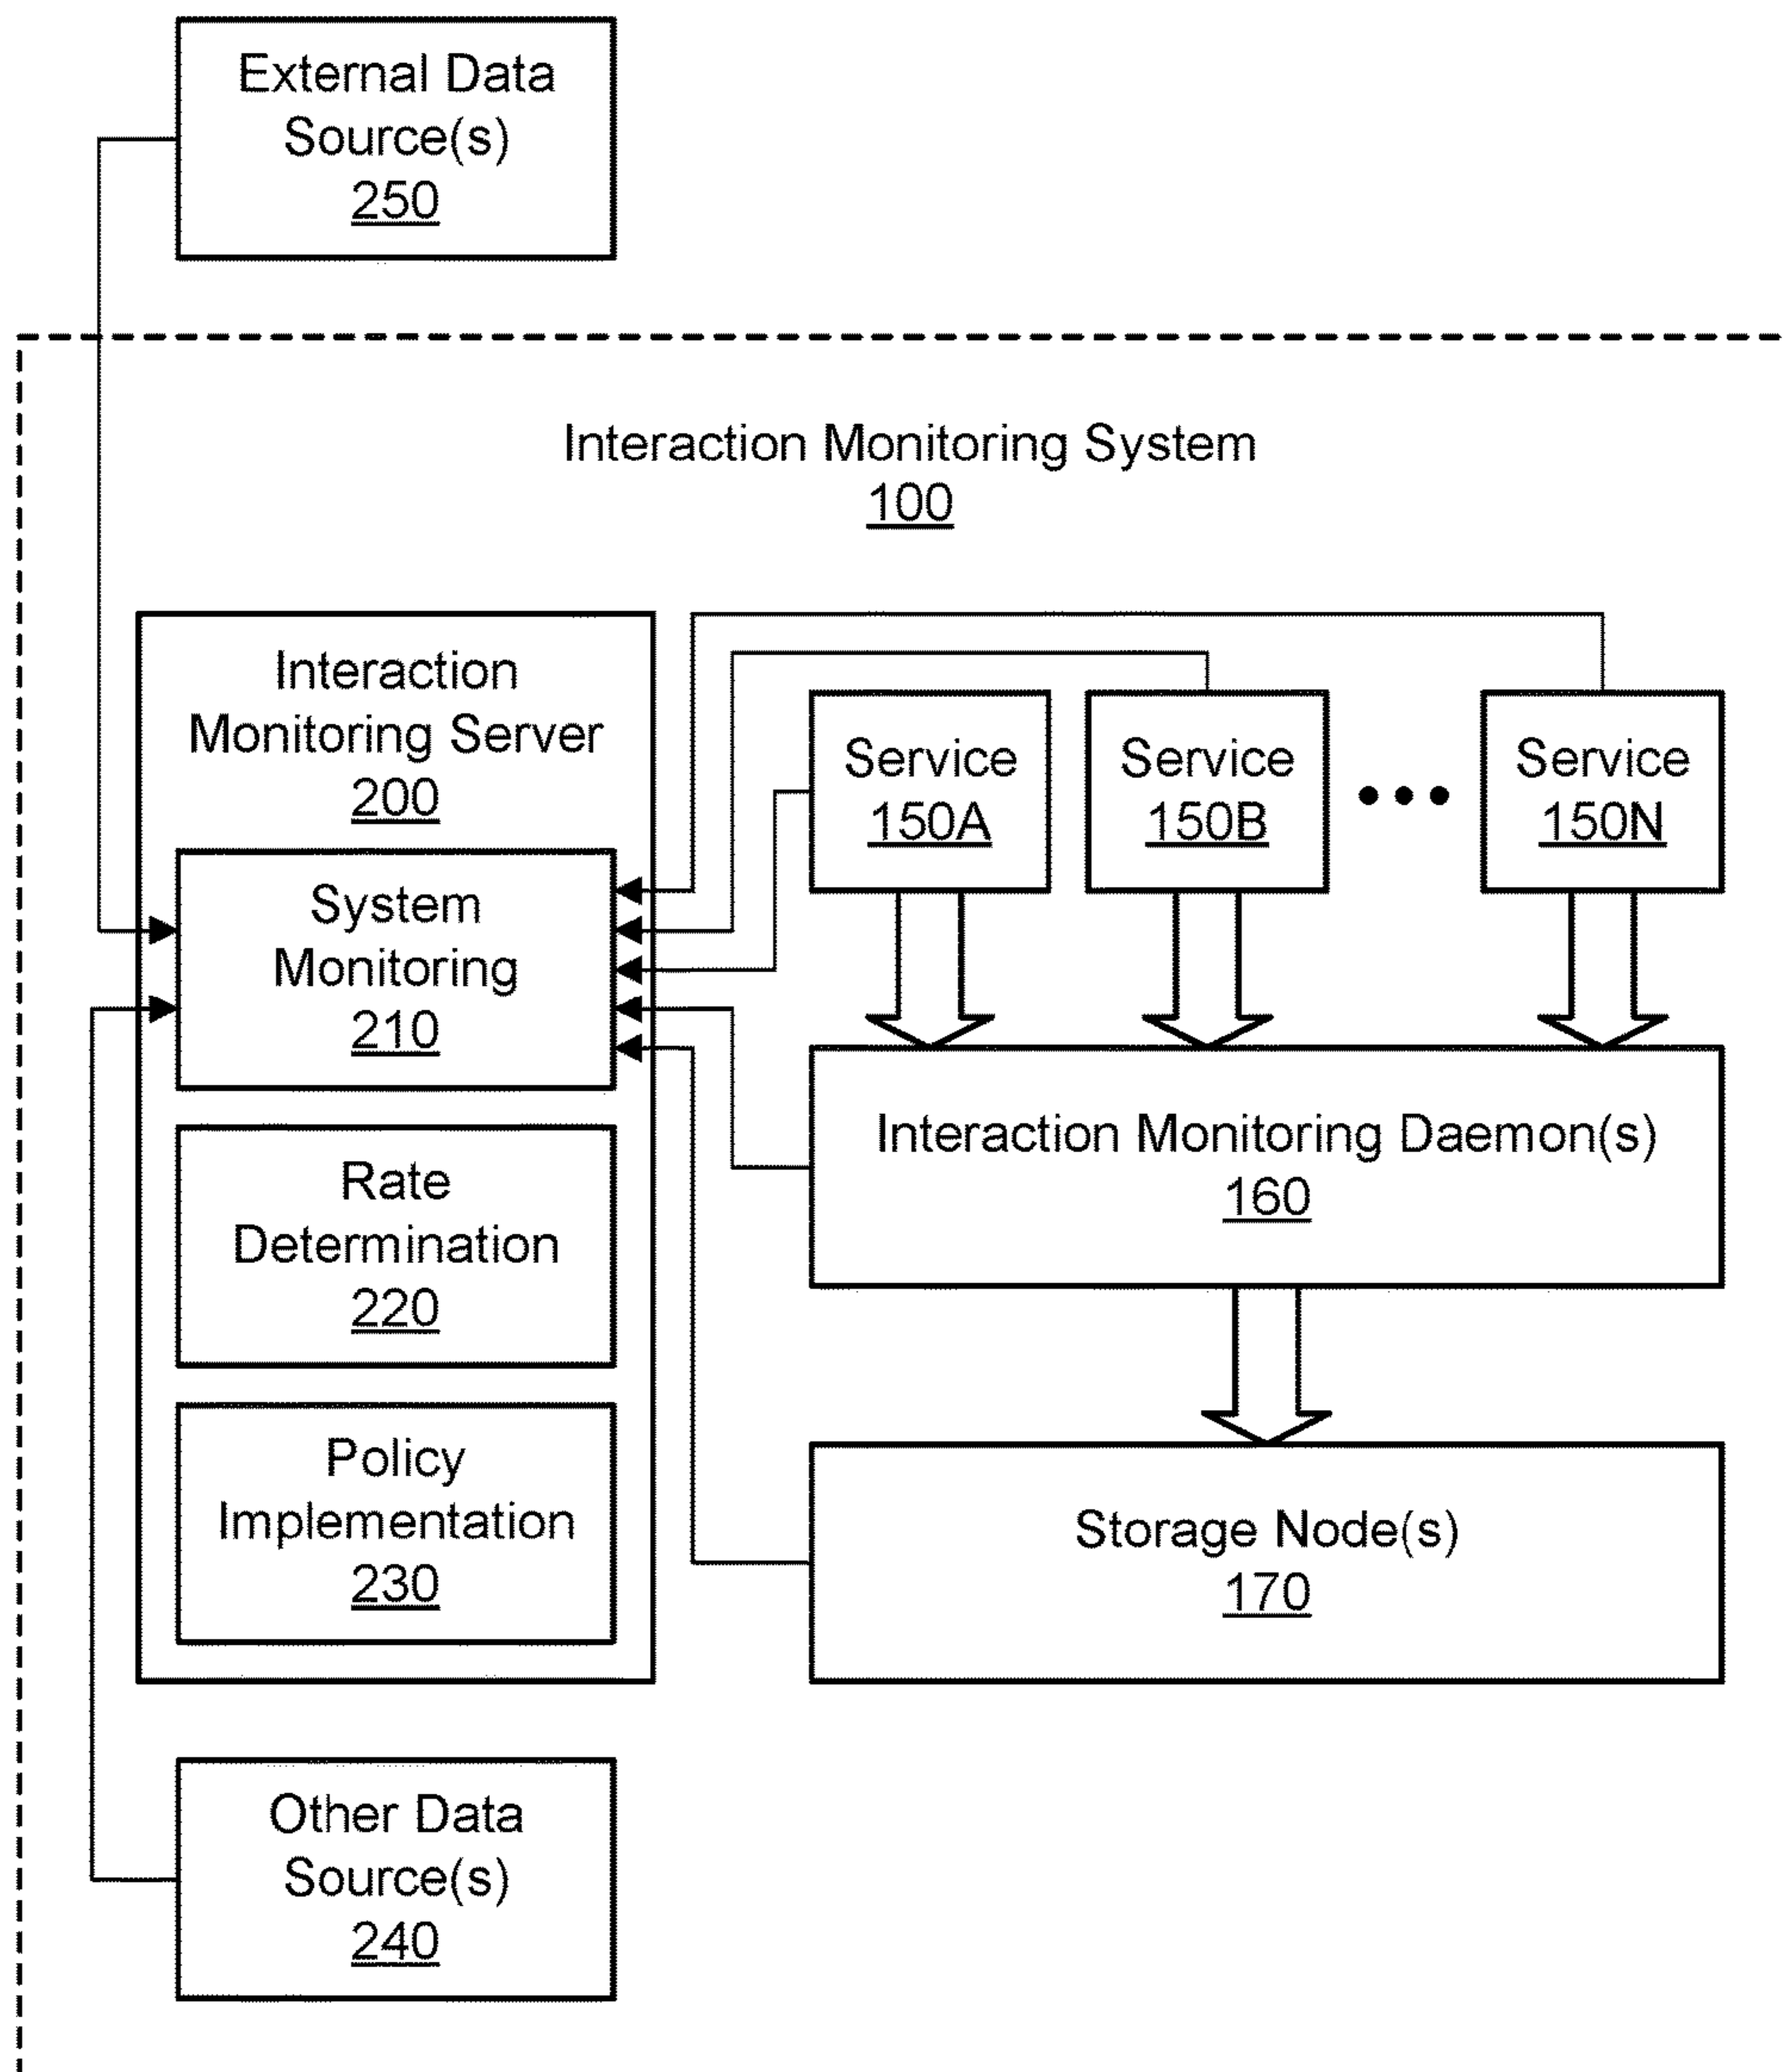 External Data
Source(s)
250
Interaction Monitoring System
100
Interaction
Monitoring Server
200
System
Monitoring
210
Rate
Determination
220
Policy
Implementation
230
Service
150A
Service
150B
Service
150N
Interaction Monitoring Daemon(s)
160
Storage Node(s)
170
Other Data
Source(s)
240